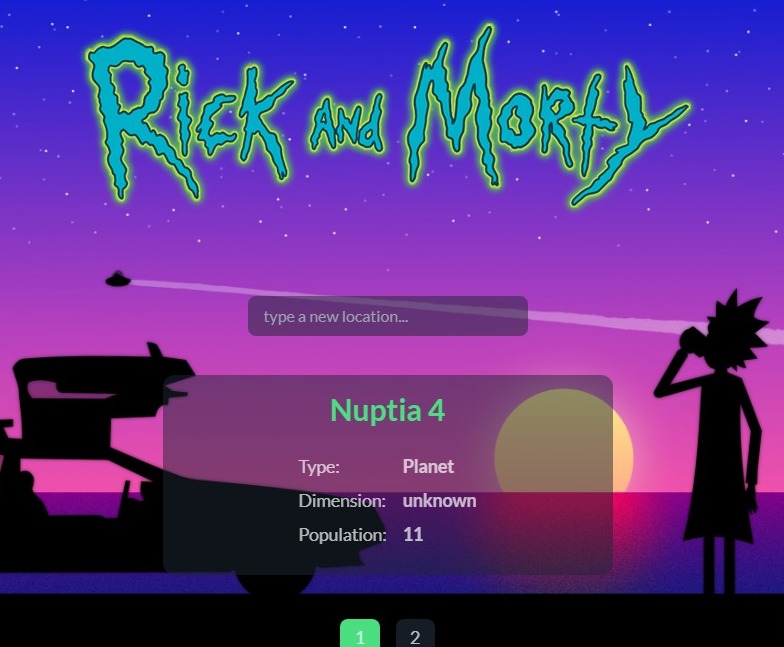 Rick and Morty
type a new location...
Nuptia 4
Type: Planet
Dimension: unknown
Population: 11
1 2